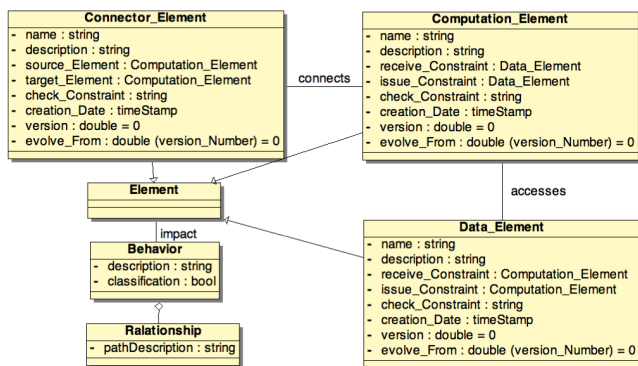 Connector_Element
- name : string
- description : string
- source_Element : Computation_Element
- target_Element : Computation_Element
- check_Constraint : string
- creation_Date : timeStamp
- version : double = 0
- evolve_From : double (version_Number) = 0
connects
Computation_Element
- name : string
- description : string
- receive_Constraint : Data_Element
- issue_Constraint : Data_Element
- check_Constraint : string
- creation_Date : timeStamp
- version : double = 0
- evolve_From : double (version_Number) = 0
Element
impact
accesses
Behavior
- description : string
- classification : bool
Ralationship
- pathDescription : string
Data_Element
- name : string
- description : string
- receive_Constraint : Computation_Element
- issue_Constraint : Computation_Element
- check_Constraint : string
- creation_Date : timeStamp
- version : double = 0
- evolve_From : double (version_Number) = 0